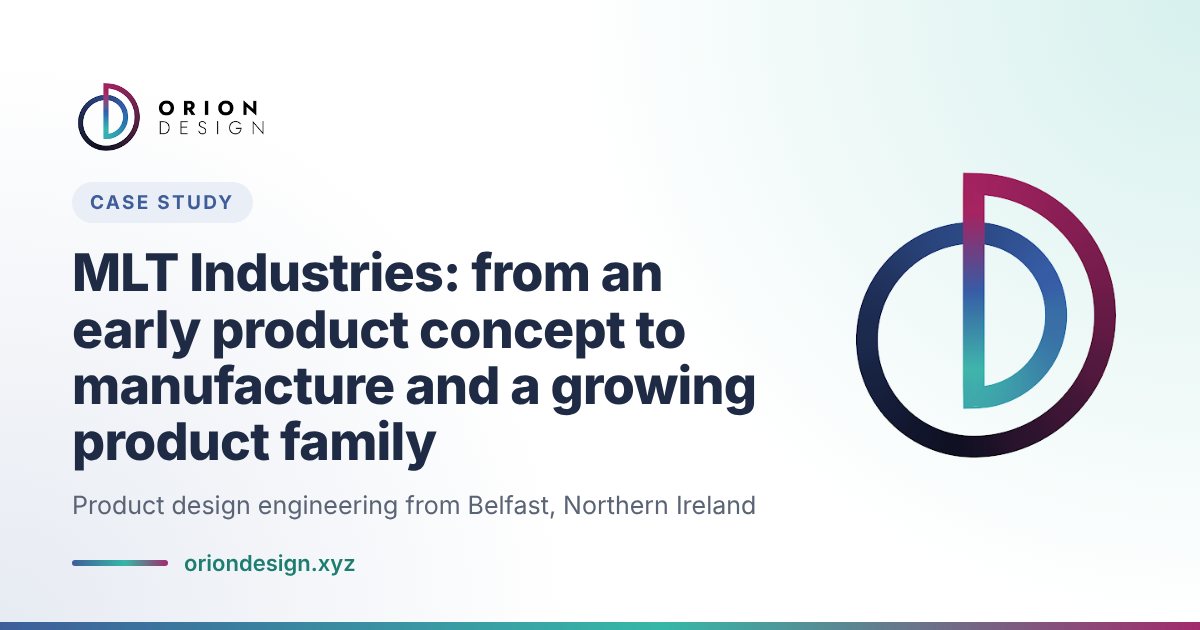 ORION
DESIGN
CASE STUDY
MLT Industries: from an
early product concept to
manufacture and a growing
product family
Product design engineering from Belfast, Northern Ireland
oriondesign.xyz